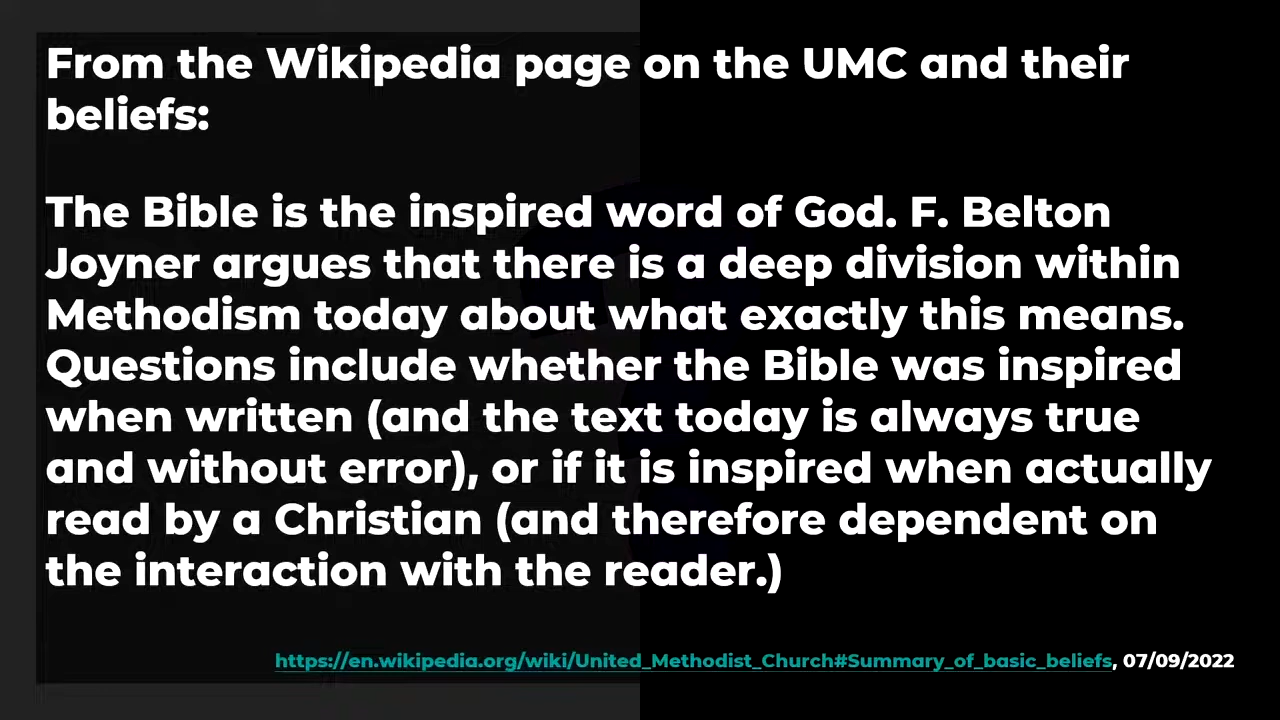 From the Wikipedia page on the UMC and their
beliefs:
The Bible is the inspired word of God. F. Belton
Joyner argues that there is a deep division within
Methodism today about what exactly this means.
Questions include whether the Bible was inspired
when written (and the text today is always true
and without error), or if it is inspired when actually
read by a Christian (and therefore dependent on
the interaction with the reader.)
https://en.wikipedia.org/wiki/United_Methodist_Church#Summary_of_basic_beliefs, 07/09/2022